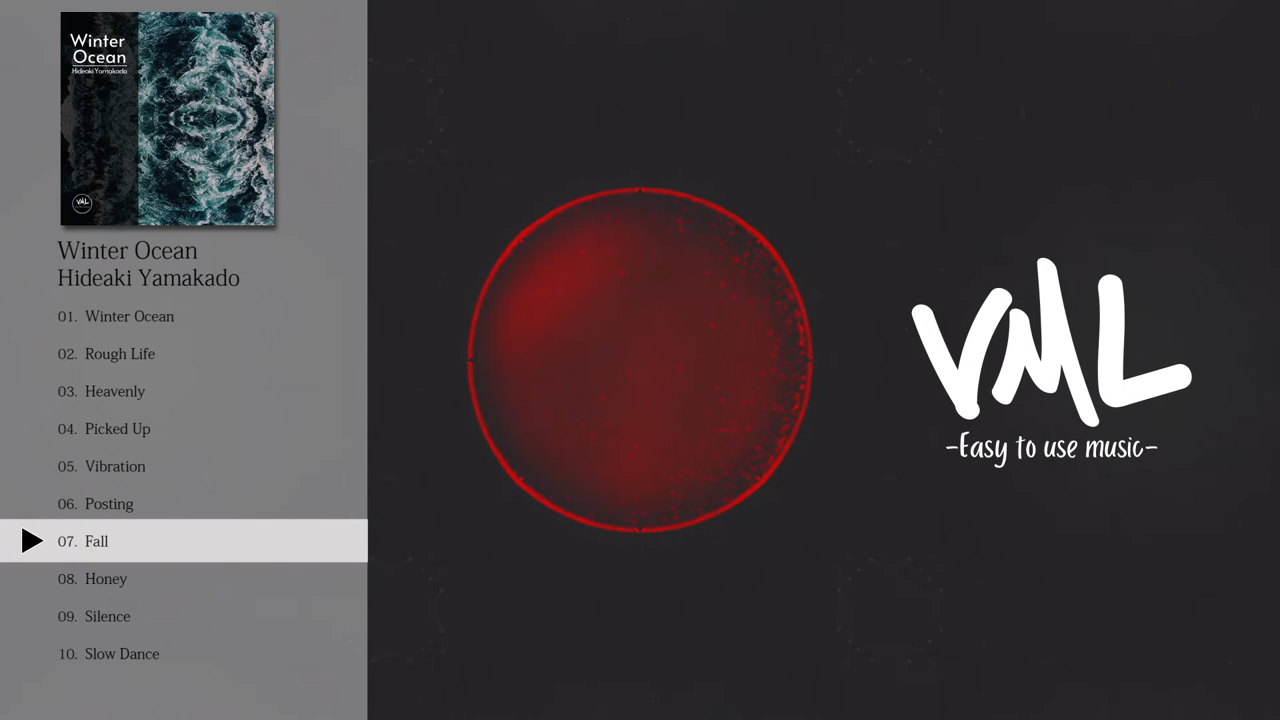 Winter
Ocean
Hideaki Yamakado
VML
Winter Ocean
Hideaki Yamakado
01. Winter Ocean
02. Rough Life
03. Heavenly
04. Picked Up
05. Vibration
06. Posting
07. Fall
08. Honey
09. Silence
10. Slow Dance
VML
-Easy to use music-